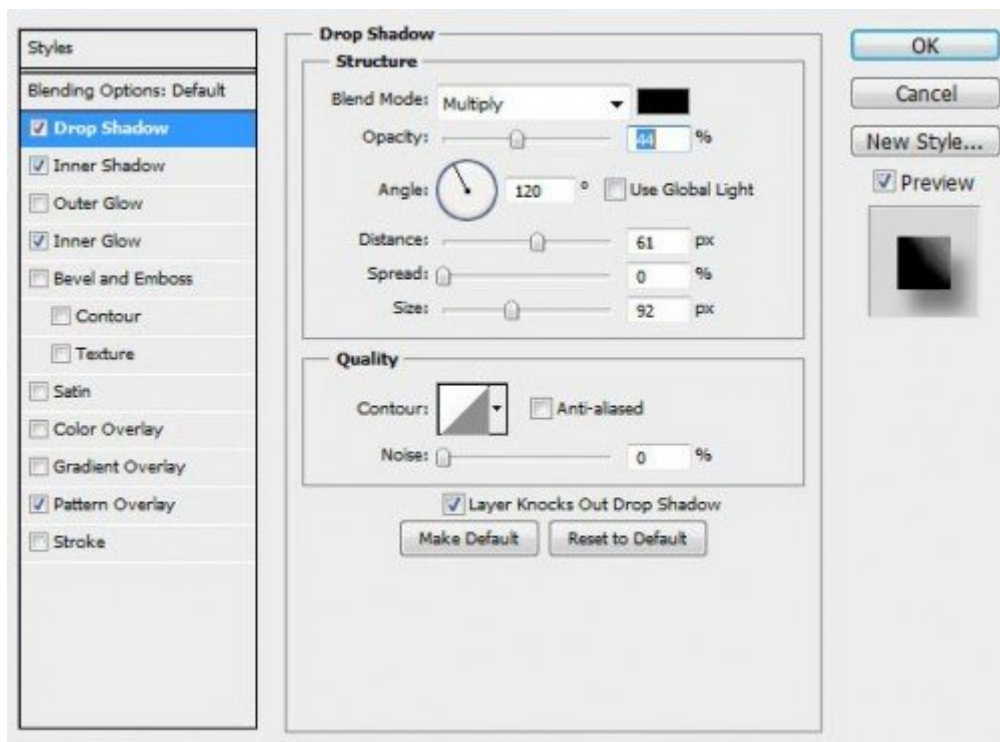 Styles
Blending Options: Default
Drop Shadow
Inner Shadow
Outer Glow
Inner Glow
Bevel and Emboss
Contour
Texture
Satin
Color Overlay
Gradient Overlay
Pattern Overlay
Stroke
Drop Shadow
Structure
Blend Mode: Multiply
Opacity: 44 %
Angle: 120 ° Use Global Light
Distance: 61 px
Spread: 0 %
Size: 92 px
Quality
Contour: Anti-aliased
Noise: 0 %
Layer Knocks Out Drop Shadow
Make Default Reset to Default
OK
Cancel
New Style...
Preview